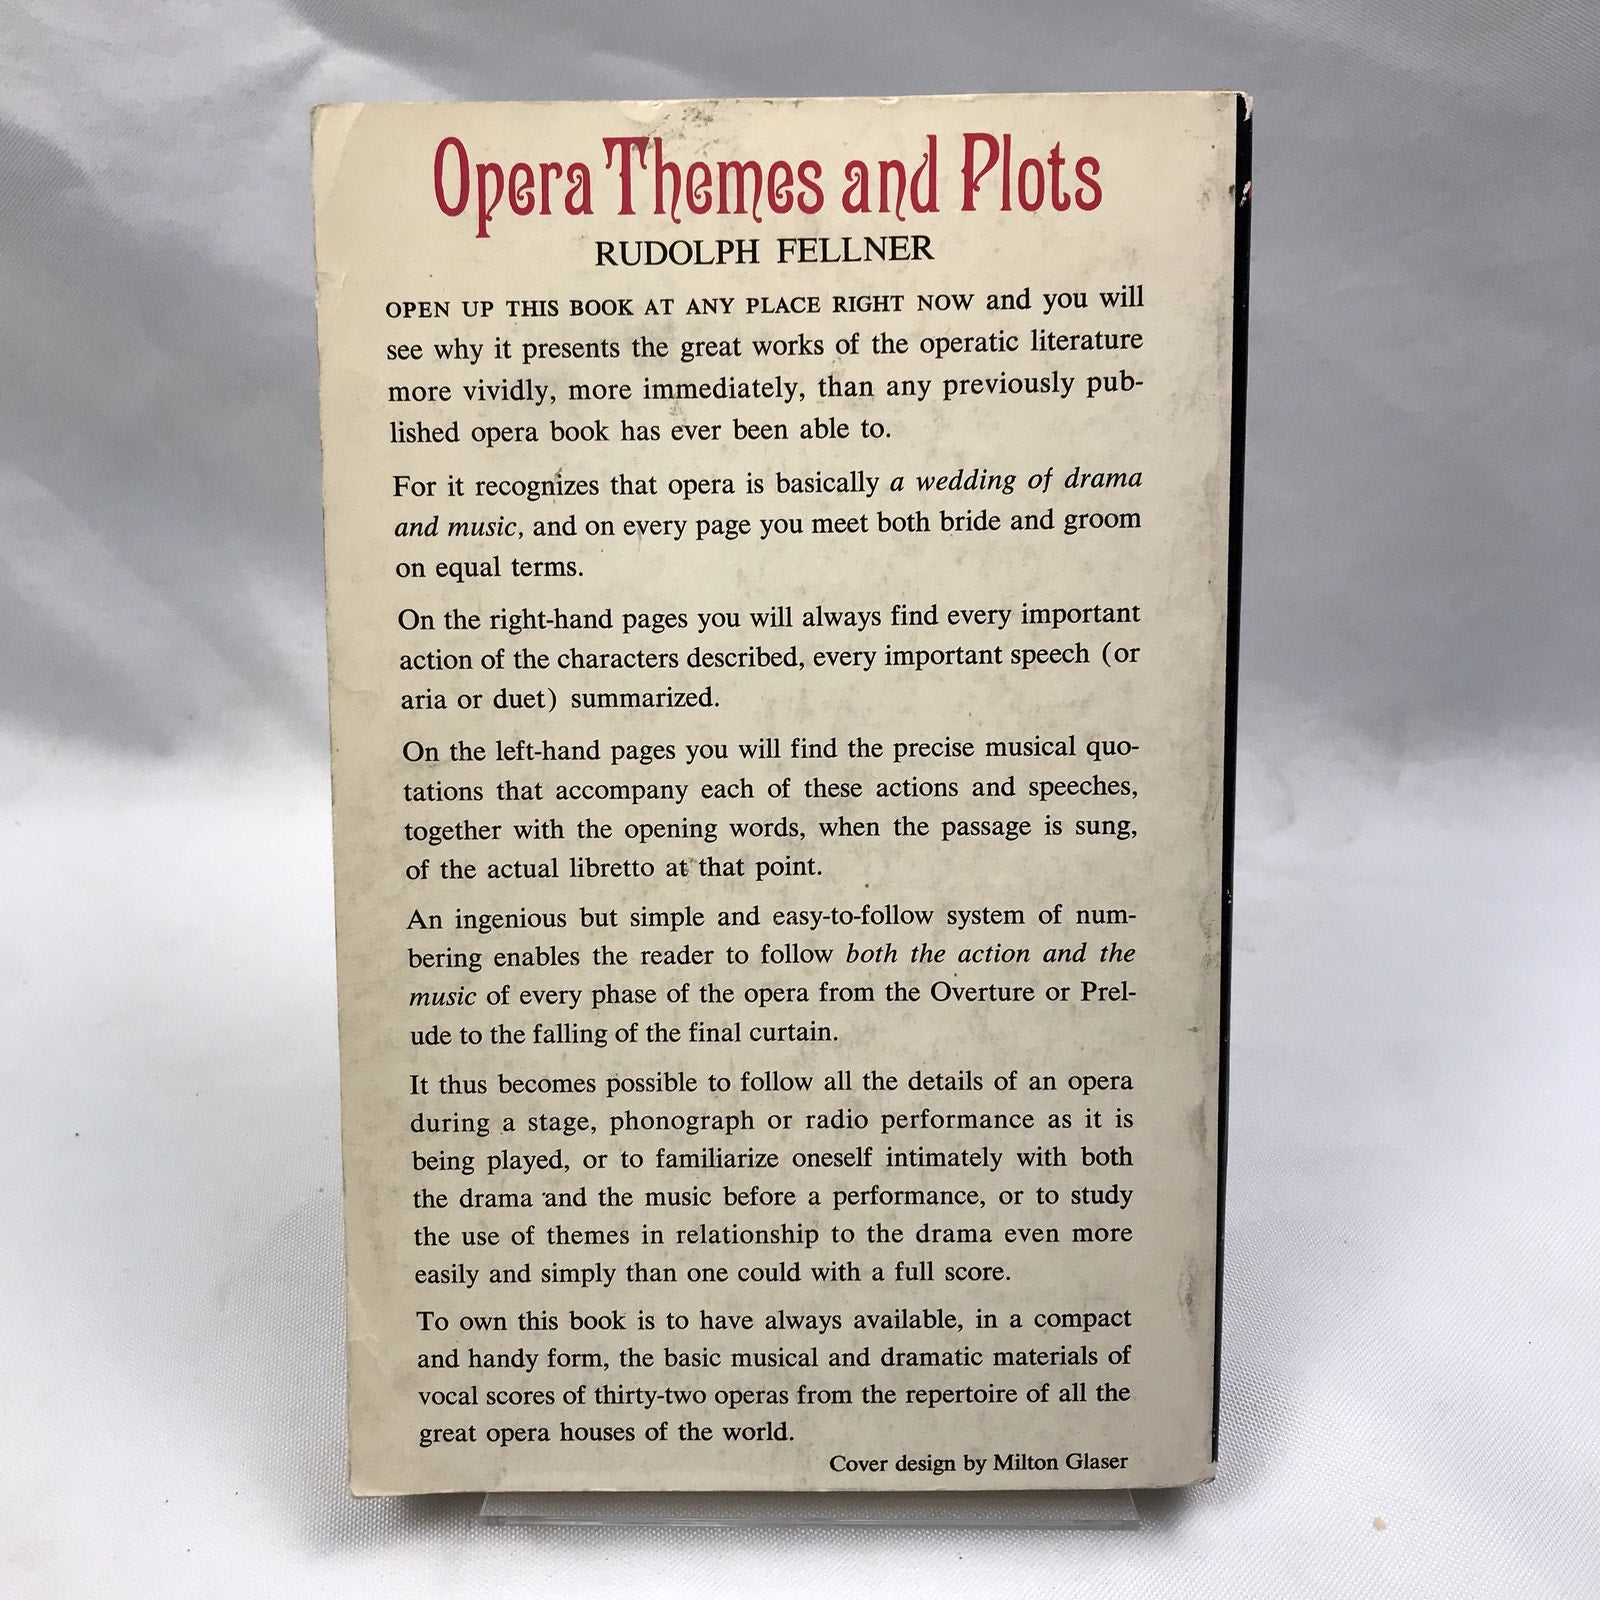 Opera Themes and Plots
RUDOLPH FELLNER
OPEN UP THIS BOOK AT ANY PLACE RIGHT NOW and you will
see why it presents the great works of the operatic literature
more vividly, more immediately, than any previously pub-
lished opera book has ever been able to.
For it recognizes that opera is basically a wedding of drama
and music, and on every page you meet both bride and groom
on equal terms.
On the right-hand pages you will always find every important
action of the characters described, every important speech (or
aria or duet) summarized.
On the left-hand pages you will find the precise musical quo-
tations that accompany each of these actions and speeches,
together with the opening words, when the passage is sung,
of the actual libretto at that point.
An ingenious but simple and easy-to-follow system of num-
bering enables the reader to follow both the action and the
music of every phase of the opera from the Overture or Prel-
ude to the falling of the final curtain.
It thus becomes possible to follow all the details of an opera
during a stage, phonograph or radio performance as it is
being played, or to familiarize oneself intimately with both
the drama and the music before a performance, or to study
the use of themes in relationship to the drama even more
easily and simply than one could with a full score.
To own this book is to have always available, in a compact
and handy form, the basic musical and dramatic materials of
vocal scores of thirty-two operas from the repertoire of all the
great opera houses of the world.
Cover design by Milton Glaser